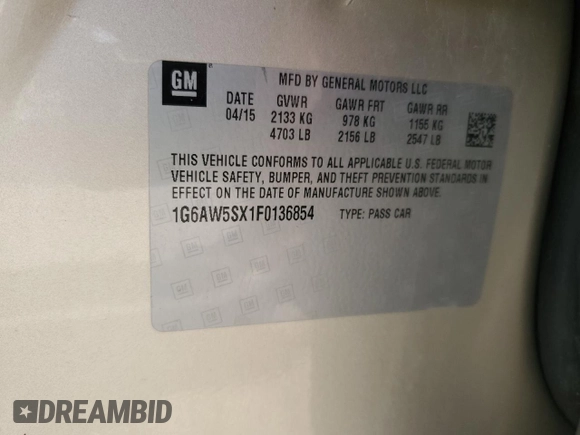 GM
MFD BY GENERAL MOTORS LLC
DATE GVWR GAWR FRT GAWR RR
04/15 2133 KG 978 KG 1155 KG
4703 LB 2156 LB 2547 LB
THIS VEHICLE CONFORMS TO ALL APPLICABLE U.S. FEDERAL MOTOR
VEHICLE SAFETY, BUMPER, AND THEFT PREVENTION STANDARDS IN
EFFECT ON THE DATE OF MANUFACTURE SHOWN ABOVE.
1G6AW5SX1F0136854 TYPE: PASS CAR
DREAMBID